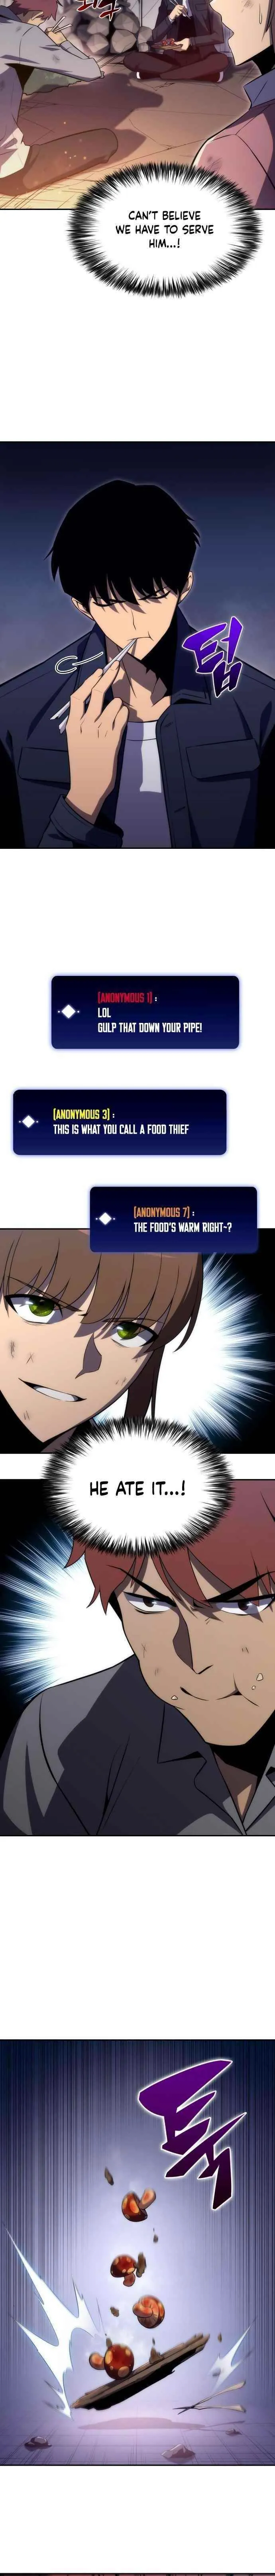 CAN'T BELIEVE
WE HAVE TO SERVE
HIM...!
텁
[ANONYMOUS 1] :
LOL
GULP THAT DOWN YOUR PIPE!
[ANONYMOUS 3] :
THIS IS WHAT YOU CALL A FOOD THIEF
[ANONYMOUS 7] :
THE FOOD'S WARM RIGHT~?
HE ATE IT...!
툭